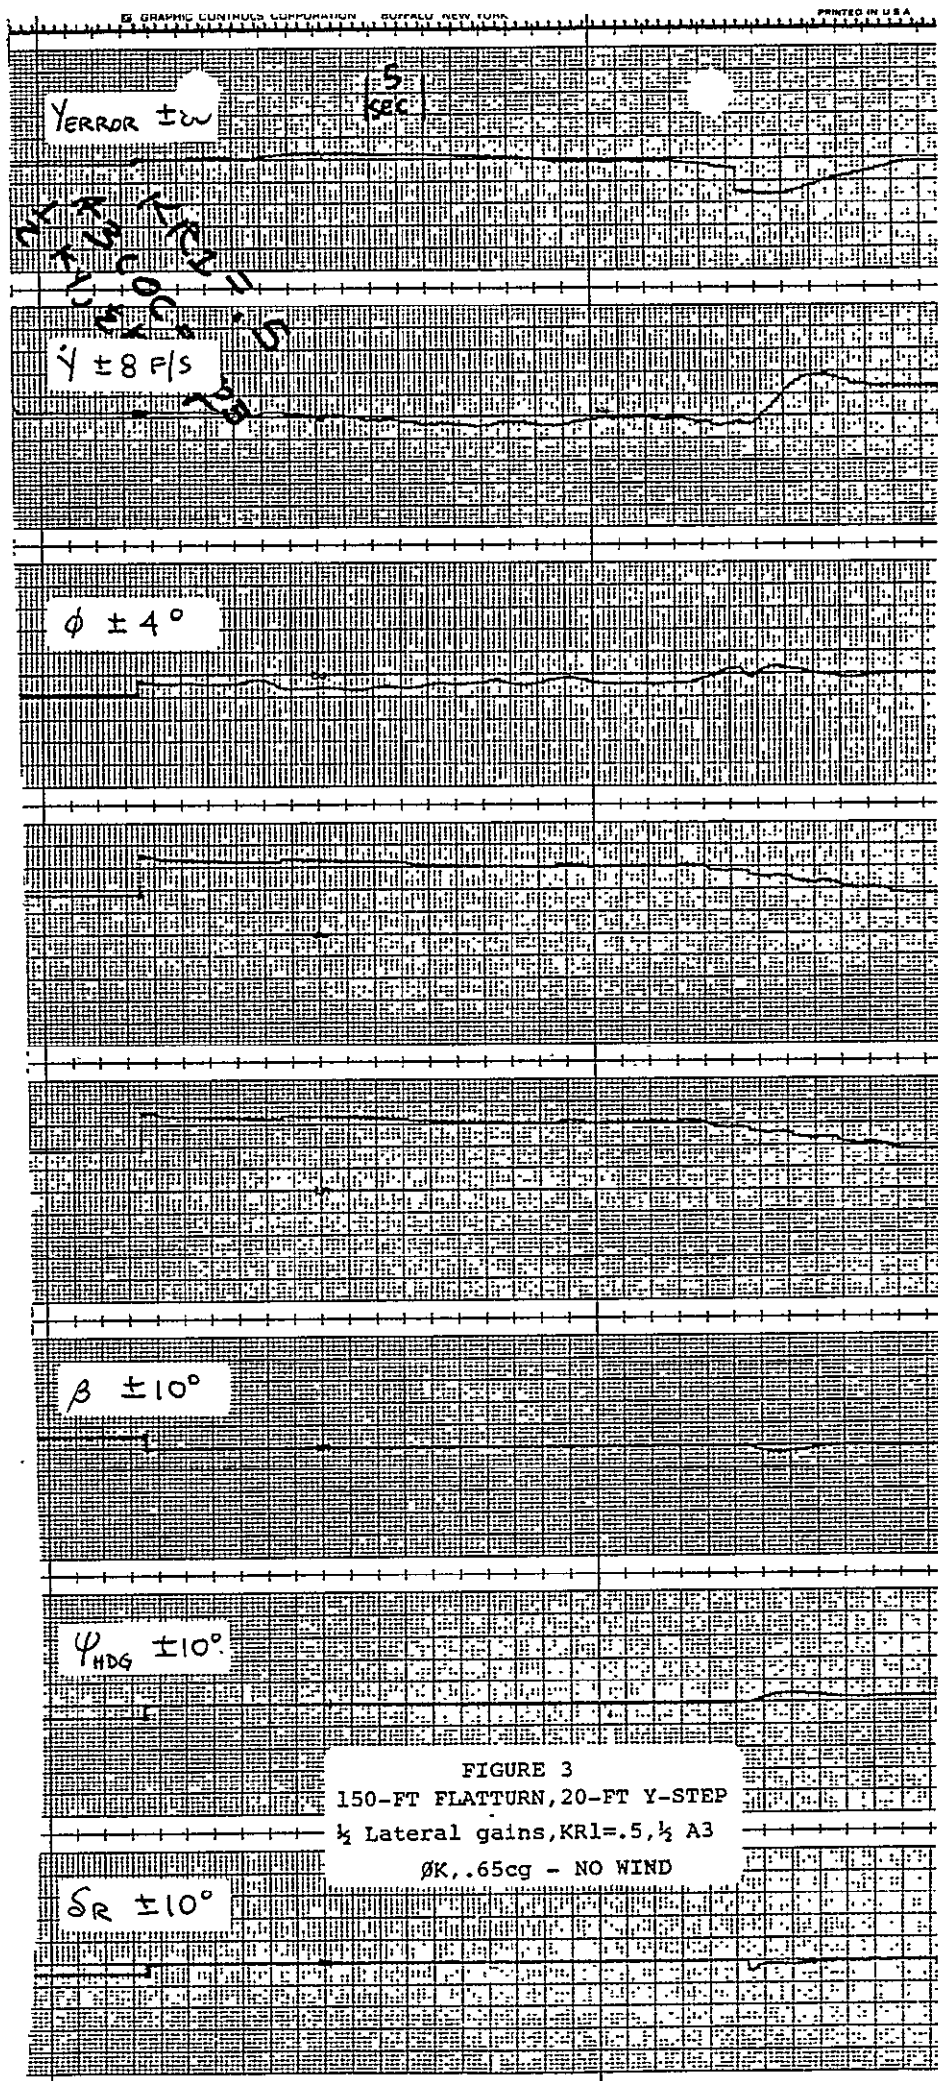 GRAPHIC CONTROLS CORPORATION BUFFALO NEW YORK
PRINTED IN U S A
5
SEC
YERROR ±
Ẏ ±8 F/S
ϕ ±4°
β ±10°
ΨHDG ±10°
FIGURE 3
150-FT FLATTURN,20-FT Y-STEP
½ Lateral gains,KR1=.5,½ A3
ØK,.65cg - NO WIND
δR ±10°